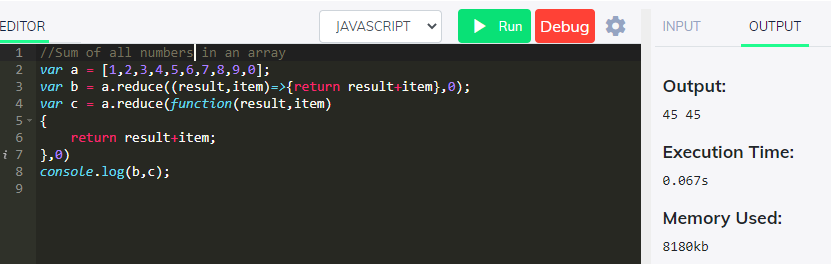 EDITOR JAVASCRIPT Run Debug INPUT OUTPUT
1 //Sum of all numbers in an array
2 var a = [1,2,3,4,5,6,7,8,9,0];
3 var b = a.reduce((result,item)=>{return result+item},0);
4 var c = a.reduce(function(result,item)
5 {
6 return result+item;
i 7 },0)
8 console.log(b,c);
9
Output:
45 45
Execution Time:
0.067s
Memory Used:
8180kb